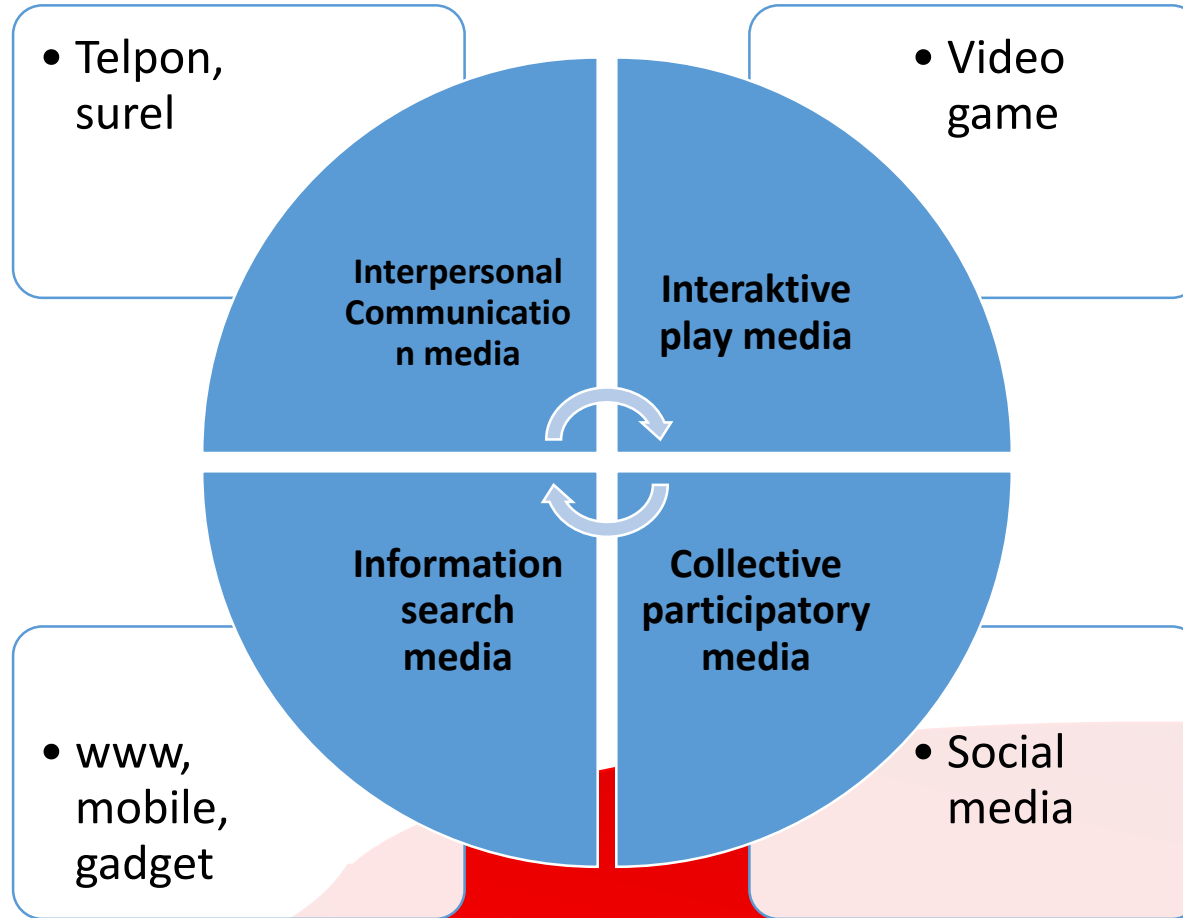 • Telpon,
surel
• Video
game
Interpersonal
Communicatio
n media
Interaktive
play media
Information
search
media
Collective
participatory
media
• www,
mobile,
gadget
• Social
media